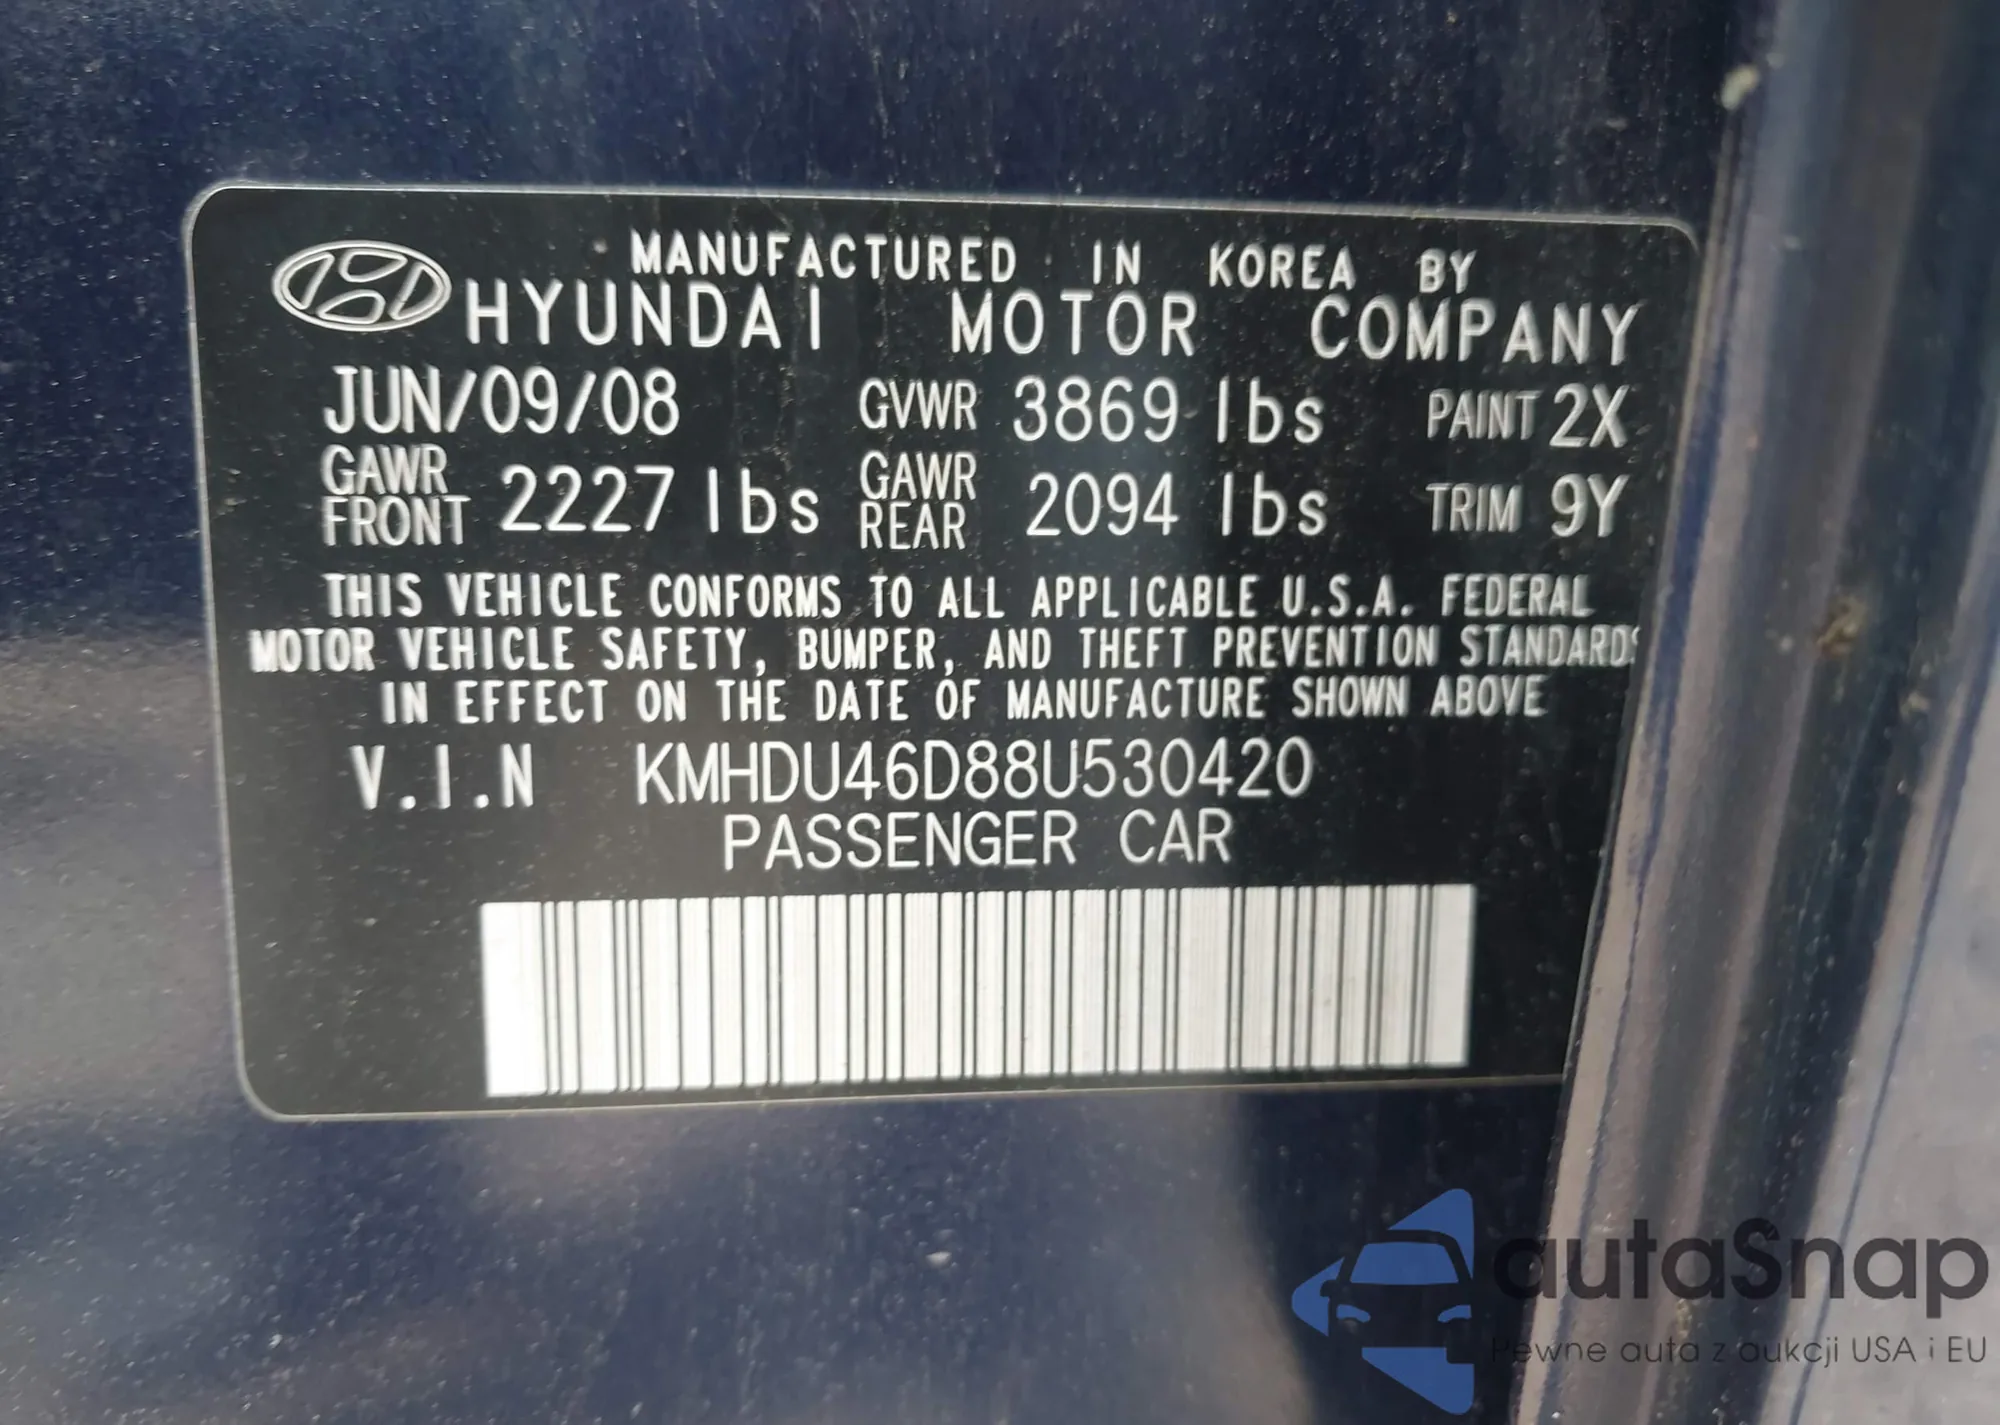 MANUFACTURED IN KOREA BY
HYUNDAI MOTOR COMPANY
JUN/09/08 GVWR 3869 lbs PAINT 2X
GAWR FRONT 2227 lbs GAWR REAR 2094 lbs TRIM 9Y
THIS VEHICLE CONFORMS TO ALL APPLICABLE U.S.A. FEDERAL
MOTOR VEHICLE SAFETY, BUMPER, AND THEFT PREVENTION STANDARDS
IN EFFECT ON THE DATE OF MANUFACTURE SHOWN ABOVE
V.I.N KMHDU46D88U530420
PASSENGER CAR
autaSnap
Pewne auta z aukcji USA i EU